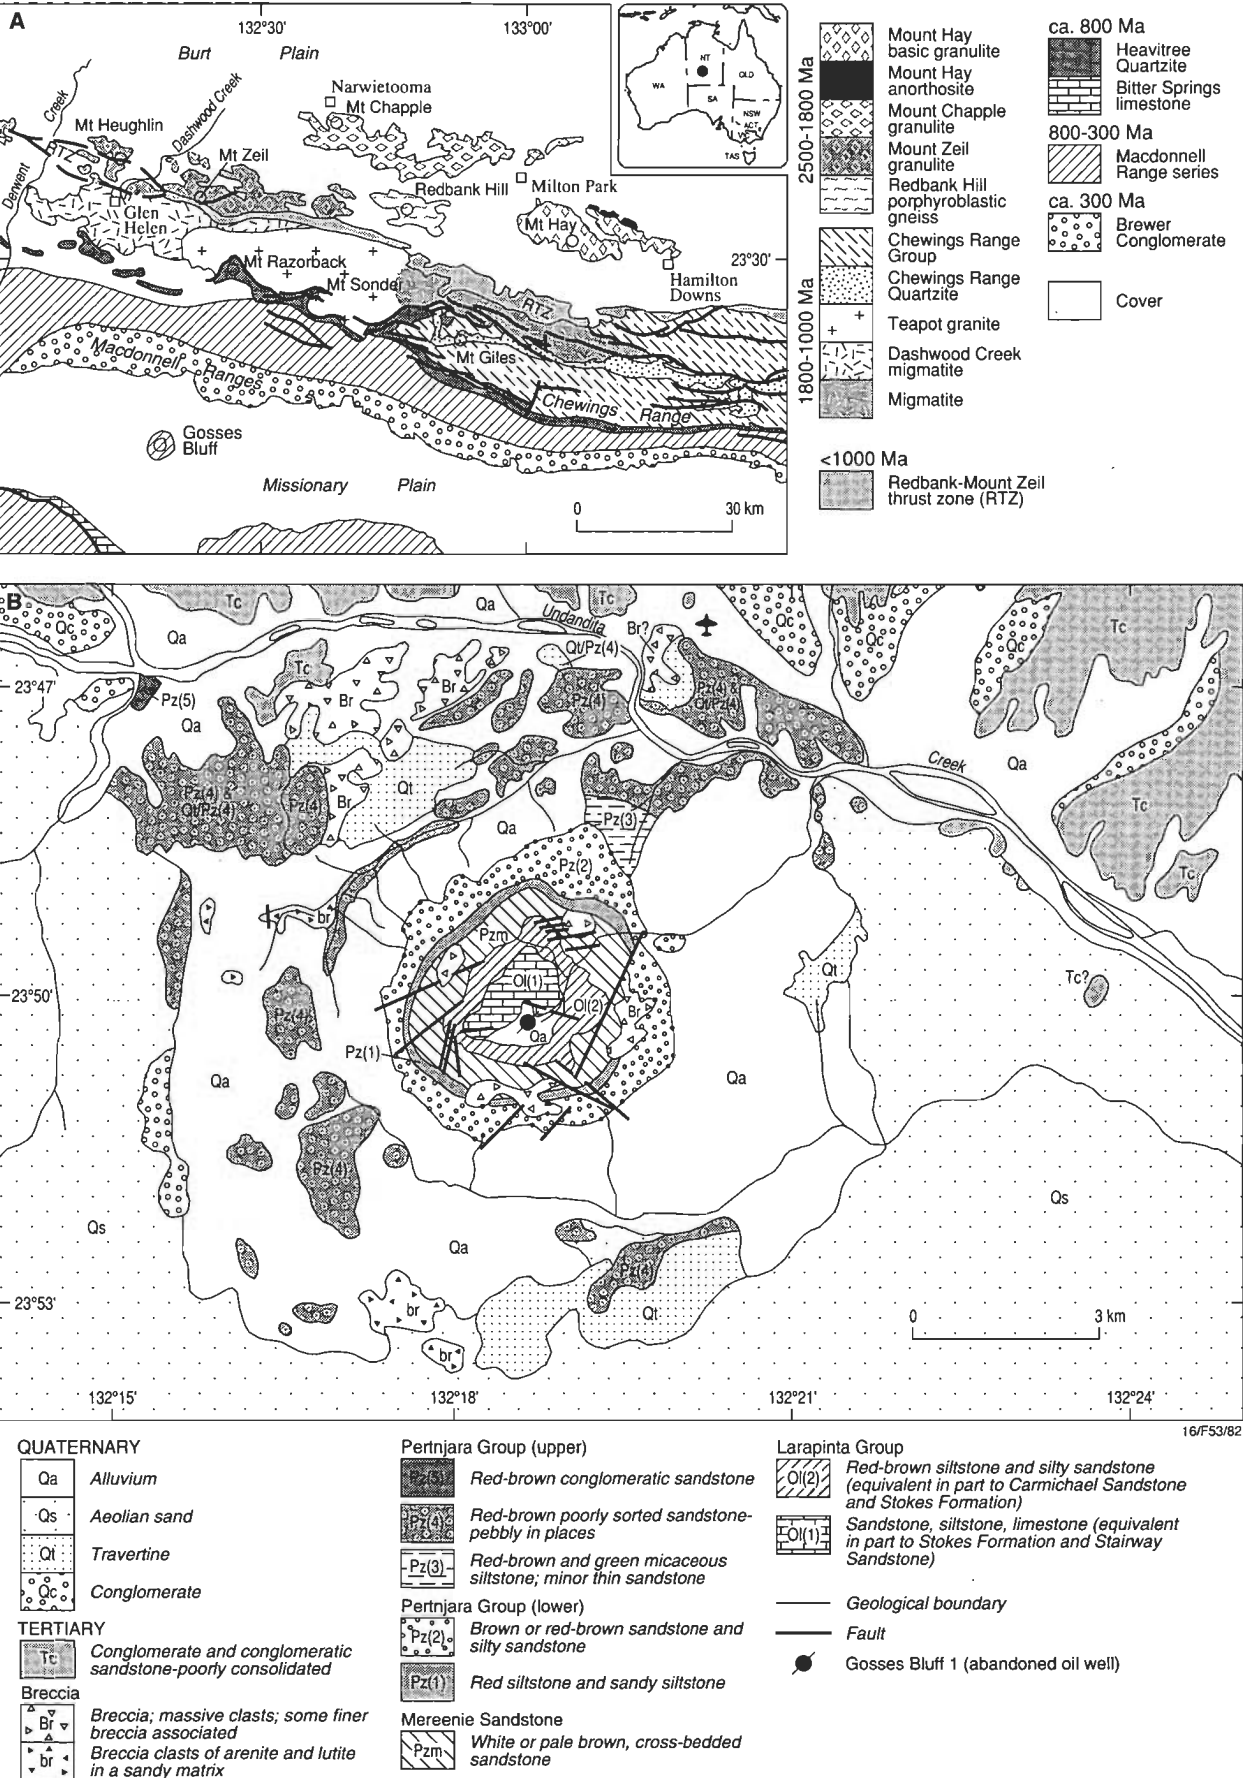 A
132°30'
133°00'
Burt Plain
Creek
Dashwood Creek
Narwietooma
Mt Chapple
Mt Heughlin
TZ
Mt Zeil
Derwent
Glen
Helen
Redbank Hill
Milton Park
Mt Hay
23°30'
Mt Razorback
Mt Sonder
Hamilton
Downs
RTZ
Mt Giles
Macdonnell Ranges
Chewings Range
Gosses
Bluff
Missionary Plain
0 30 km
NT
WA
QLD
SA
NSW
ACT
VIC
TAS
2500-1800 Ma
Mount Hay
basic granulite
Mount Hay
anorthosite
Mount Chapple
granulite
Mount Zeil
granulite
Redbank Hill
porphyroblastic
gneiss
1800-1000 Ma
Chewings Range
Group
Chewings Range
Quartzite
Teapot granite
Dashwood Creek
migmatite
Migmatite
<1000 Ma
Redbank-Mount Zeil
thrust zone (RTZ)
ca. 800 Ma
Heavitree
Quartzite
Bitter Springs
limestone
800-300 Ma
Macdonnell
Range series
ca. 300 Ma
Brewer
Conglomerate
Cover
B
Tc
Qa
Undandita
Tc
Qc
Qa
Br?
Qc
Qc
Qc
Tc
Qt/Pz(4)
Tc
23°47'
Pz(5)
Br
Br
Pz(4)
Pz(4) &
Qt/Pz(4)
Qa
Creek
Qa
Pz(4) &
Qt/Pz(4)
Pz(4)
Br
Qt
Tc
Qa
Pz(3)
Pz(2)
Tc
br
Pzm
Ol(1)
Qt
Tc?
23°50'
Pz(4)
Ol(2)
Br
Qa
Pz(1)
Qa
Qa
Pz(4)
Qs
Qs
Qa
Pz(4)
23°53'
br
Qt
0 3 km
br
132°15'
132°18'
132°21'
132°24'
16/F53/82
QUATERNARY
Qa Alluvium
Qs Aeolian sand
Qt Travertine
Qc Conglomerate
TERTIARY
Tc Conglomerate and conglomeratic
sandstone-poorly consolidated
Breccia
Br Breccia; massive clasts; some finer
breccia associated
br Breccia clasts of arenite and lutite
in a sandy matrix
Pertnjara Group (upper)
Pz(5) Red-brown conglomeratic sandstone
Pz(4) Red-brown poorly sorted sandstone-
pebbly in places
Pz(3) Red-brown and green micaceous
siltstone; minor thin sandstone
Pertnjara Group (lower)
Pz(2) Brown or red-brown sandstone and
silty sandstone
Pz(1) Red siltstone and sandy siltstone
Mereenie Sandstone
Pzm White or pale brown, cross-bedded
sandstone
Larapinta Group
Ol(2) Red-brown siltstone and silty sandstone
(equivalent in part to Carmichael Sandstone
and Stokes Formation)
Ol(1) Sandstone, siltstone, limestone (equivalent
in part to Stokes Formation and Stairway
Sandstone)
Geological boundary
Fault
Gosses Bluff 1 (abandoned oil well)